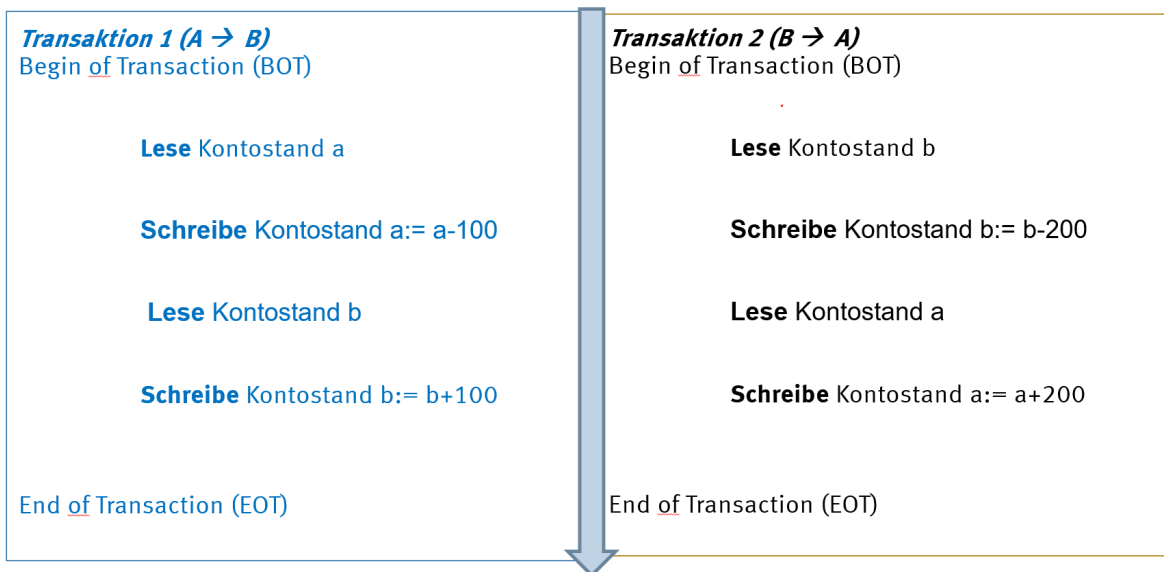 Transaktion 1 (A → B)
Begin of Transaction (BOT)
Lese Kontostand a
Schreibe Kontostand a:= a-100
Lese Kontostand b
Schreibe Kontostand b:= b+100
End of Transaction (EOT)
Transaktion 2 (B → A)
Begin of Transaction (BOT)
Lese Kontostand b
Schreibe Kontostand b:= b-200
Lese Kontostand a
Schreibe Kontostand a:= a+200
End of Transaction (EOT)